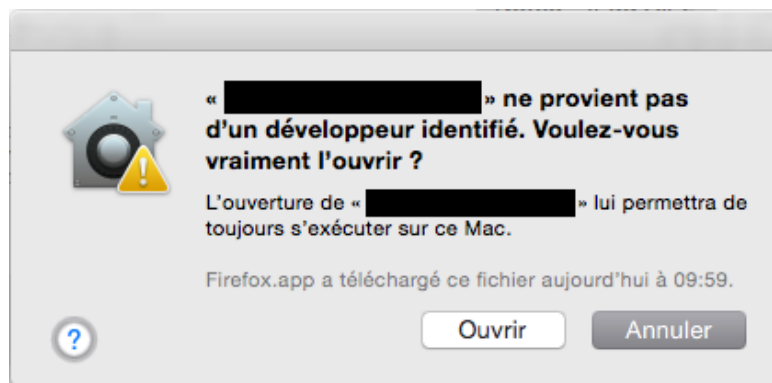 « » ne provient pas
d'un développeur identifié. Voulez-vous
vraiment l'ouvrir ?
L'ouverture de « » lui permettra de
toujours s'exécuter sur ce Mac.
Firefox.app a téléchargé ce fichier aujourd'hui à 09:59.
?
Ouvrir
Annuler